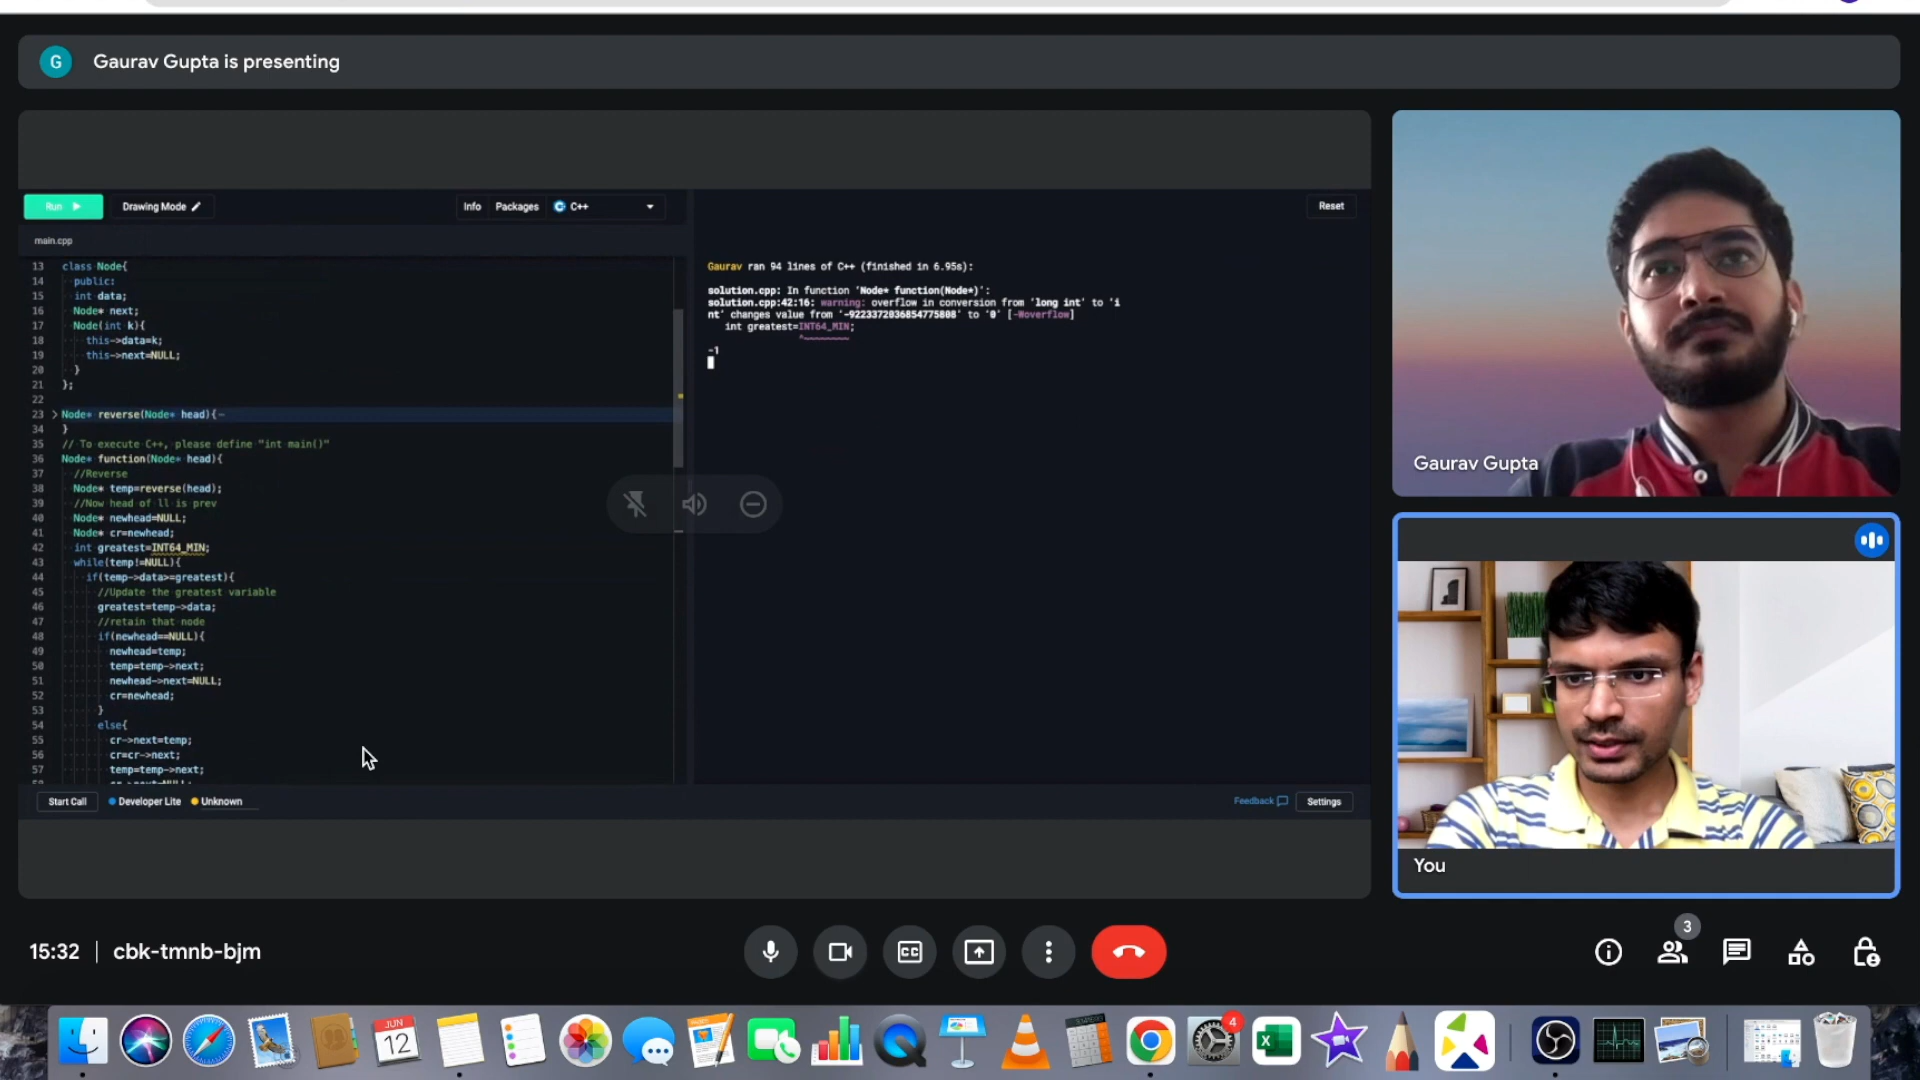 G Gaurav Gupta is presenting
Run Drawing Mode Info Packages C++ Reset
main.cpp
13 class Node{
14 public:
15 int data;
16 Node* next;
17 Node(int k){
18 this->data=k;
19 this->next=NULL;
20 }
21 };
22
23 Node* reverse(Node* head){
34 }
35 // To execute C++, please define "int main()"
36 Node* function(Node* head){
37 //Reverse
38 Node* temp=reverse(head);
39 //Now head of ll is prev
40 Node* newhead=NULL;
41 Node* cr=newhead;
42 int greatest=INT64_MIN;
43 while(temp!=NULL){
44 if(temp->data>=greatest){
45 //Update the greatest variable
46 greatest=temp->data;
47 //retain that node
48 if(newhead==NULL){
49 newhead=temp;
50 temp=temp->next;
51 newhead->next=NULL;
52 cr=newhead;
53 }
54 else{
55 cr->next=temp;
56 cr=cr->next;
57 temp=temp->next;
Gaurav ran 94 lines of C++ (finished in 6.95s):
solution.cpp: In function 'Node* function(Node*)':
solution.cpp:42:16: warning: overflow in conversion from 'long int' to 'i
nt' changes value from '-9223372036854775808' to '0' [-Woverflow]
int greatest=INT64_MIN;
^~~~~~~~~
-1
Start Call Developer Lite Unknown Feedback Settings
Gaurav Gupta
You
15:32 | cbk-tmnb-bjm
CC
3
JUN
12
4
X